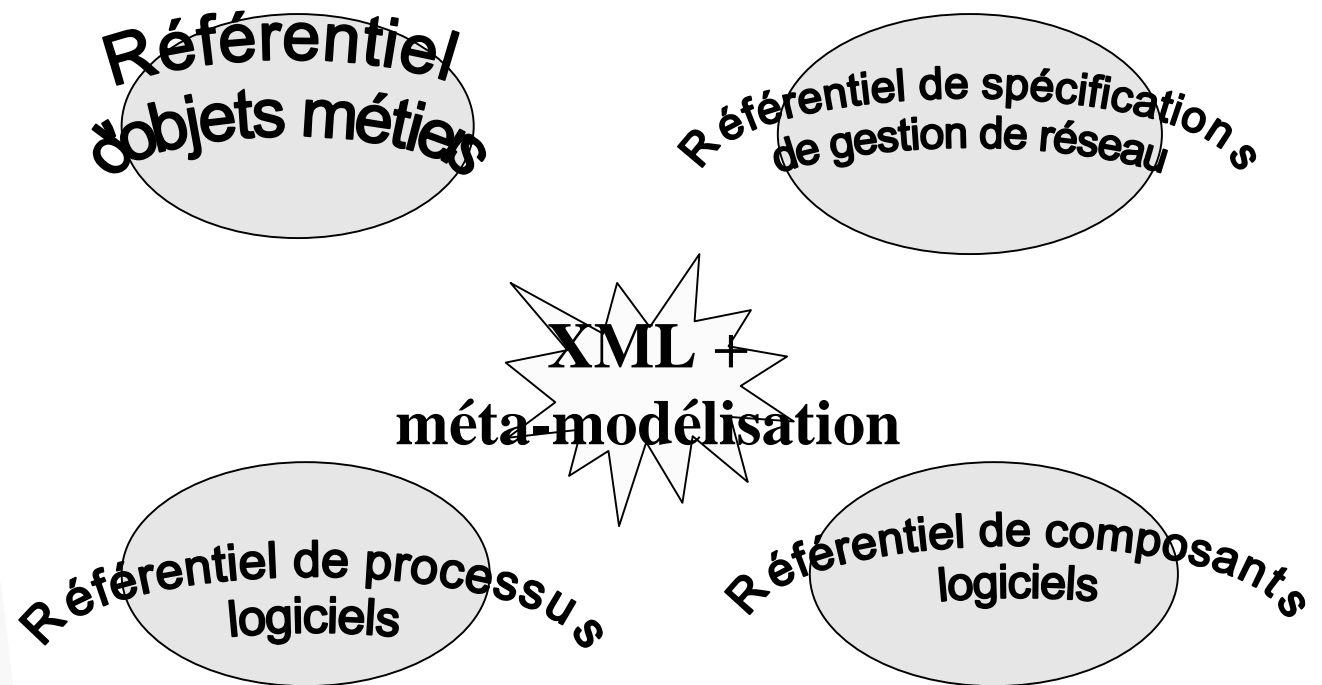 Référentiel
d'objets métiers
Référentiel de spécifications
de gestion de réseau
XML +
méta-modélisation
Référentiel de processus
logiciels
Référentiel de composants
logiciels